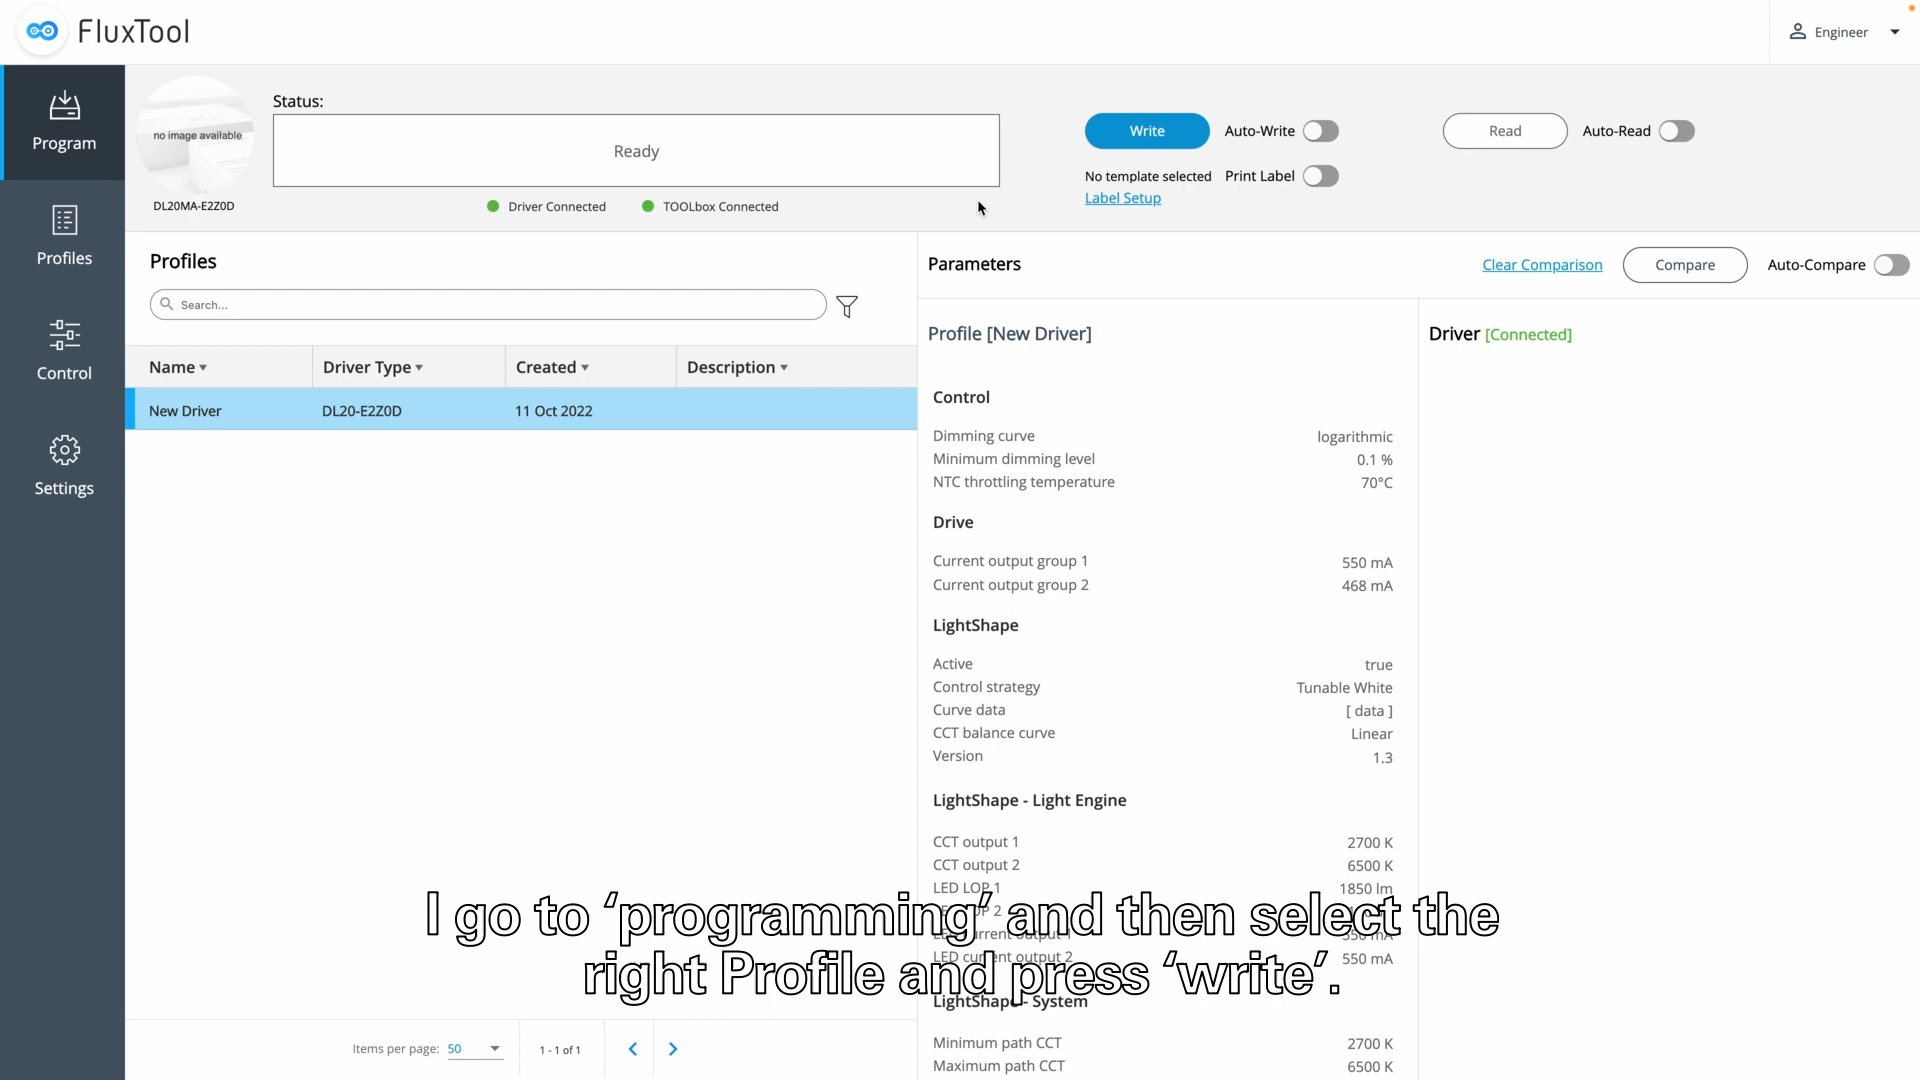 FluxTool
Engineer
Program
Profiles
Control
Settings
no image available
DL20MA-E2Z0D
Status:
Ready
Driver Connected
TOOLbox Connected
Write
Auto-Write
Read
Auto-Read
No template selected
Print Label
Label Setup
Profiles
Search...
Name
Driver Type
Created
Description
New Driver
DL20-E2Z0D
11 Oct 2022
Items per page: 50
1 - 1 of 1
Parameters
Clear Comparison
Compare
Auto-Compare
Profile [New Driver]
Driver [Connected]
Control
Dimming curve logarithmic
Minimum dimming level 0.1 %
NTC throttling temperature 70°C
Drive
Current output group 1 550 mA
Current output group 2 468 mA
LightShape
Active true
Control strategy Tunable White
Curve data [ data ]
CCT balance curve Linear
Version 1.3
LightShape - Light Engine
CCT output 1 2700 K
CCT output 2 6500 K
LED LOP 1 1850 lm
LED current output 2 550 mA
LightShape - System
Minimum path CCT 2700 K
Maximum path CCT 6500 K
I go to ‘programming’ and then select the
right Profile and press ‘write’.